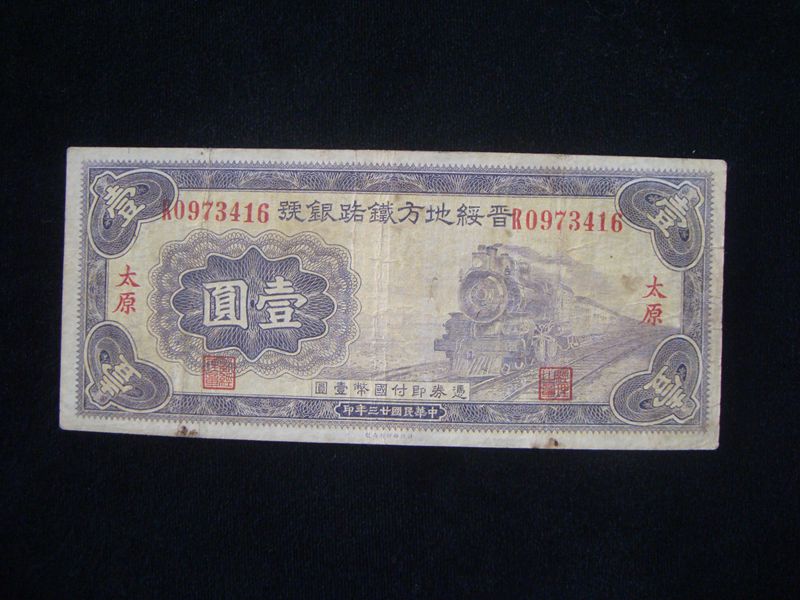 晉綏地方鐵路銀號
R0973416
R0973416
壹
壹
太原
太原
壹圓
憑券即付國幣壹圓
壹
壹
中華民國廿三年印